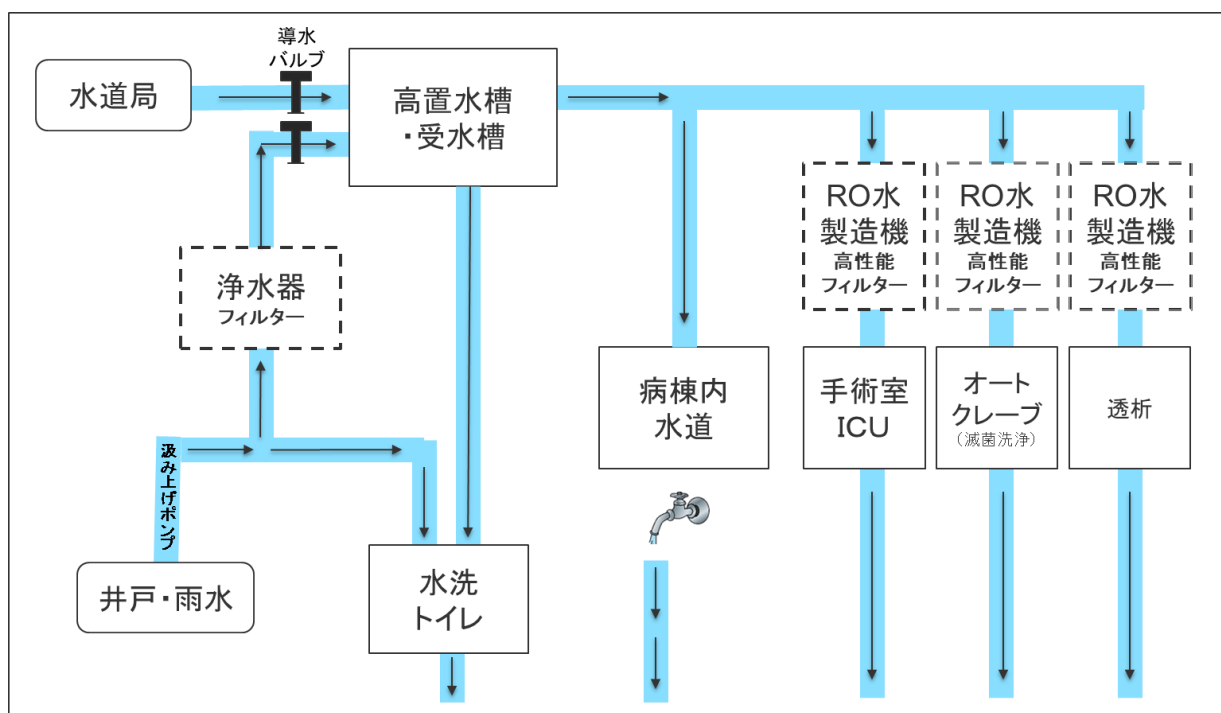 導水
バルブ
水道局
高置水槽
・受水槽
浄水器
フィルター
汲み上げポンプ
井戸・雨水
水洗
トイレ
病棟内
水道
RO水
製造機
高性能
フィルター
手術室
ICU
RO水
製造機
高性能
フィルター
オート
クレーブ
（滅菌洗浄）
RO水
製造機
高性能
フィルター
透析